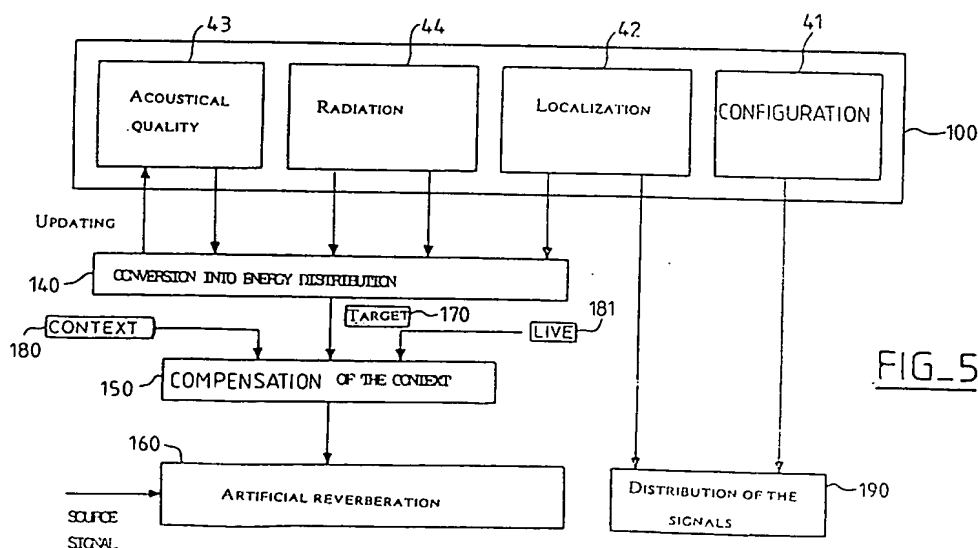 43
44
42
41
ACOUSTICAL
.QUALITY
RADIATION
LOCALIZATION
CONFIGURATION
100
UPDATING
140
CONVERSION INTO ENERGY DISTRIBUTION
TARGET
170
181
CONTEXT
LIVE
180
150
COMPENSATION OF THE CONTEXT
FIG_5
160
ARTIFICIAL REVERBERATION
DISTRIBUTION OF THE
SIGNALS
190
SOURCE
SIGNAL